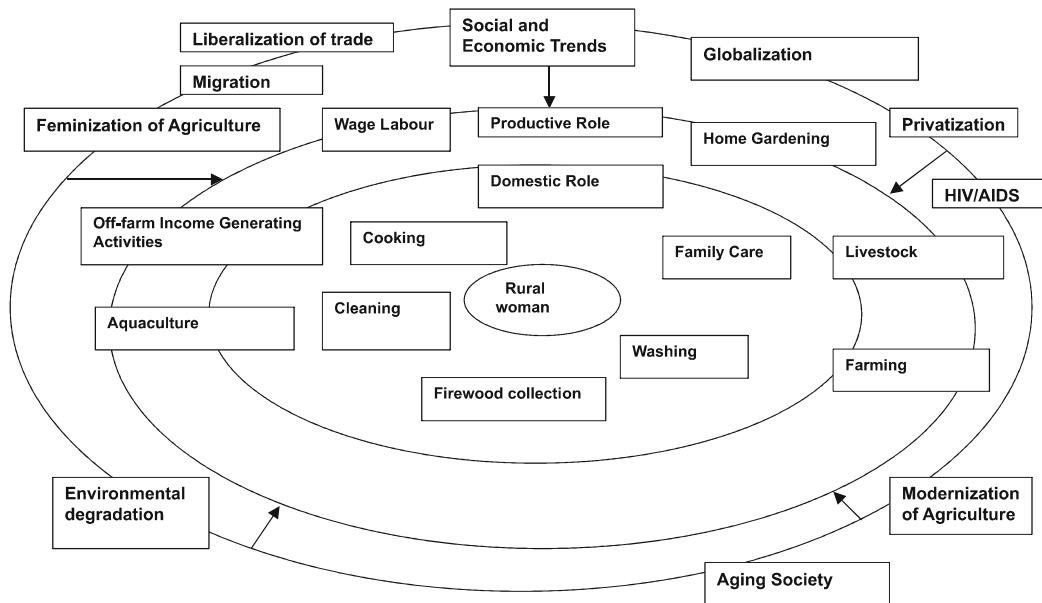 Social and
Economic Trends
Liberalization of trade
Globalization
Migration
Feminization of Agriculture
Wage Labour
Productive Role
Home Gardening
Privatization
Domestic Role
HIV/AIDS
Off-farm Income Generating
Activities
Cooking
Family Care
Livestock
Rural
woman
Aquaculture
Cleaning
Washing
Farming
Firewood collection
Environmental
degradation
Modernization
of Agriculture
Aging Society